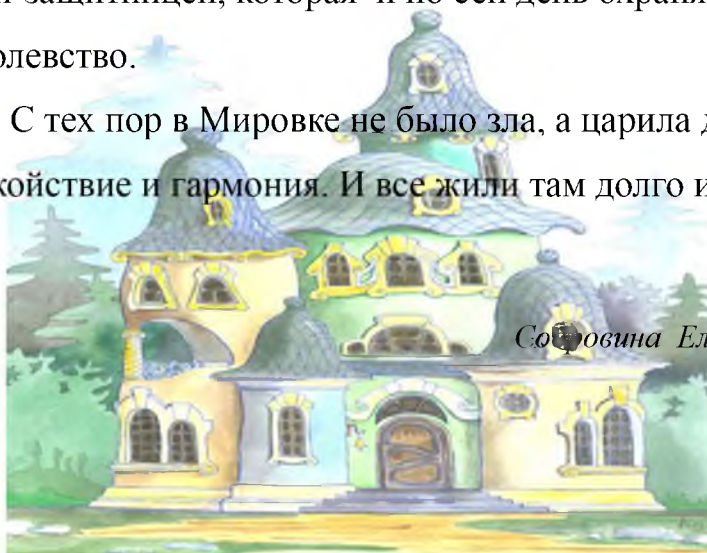 защитницей, которая и по сей день охраня
олевство.
С тех пор в Мировке не было зла, а царила д
койствие и гармония. И все жили там долго и
Ел